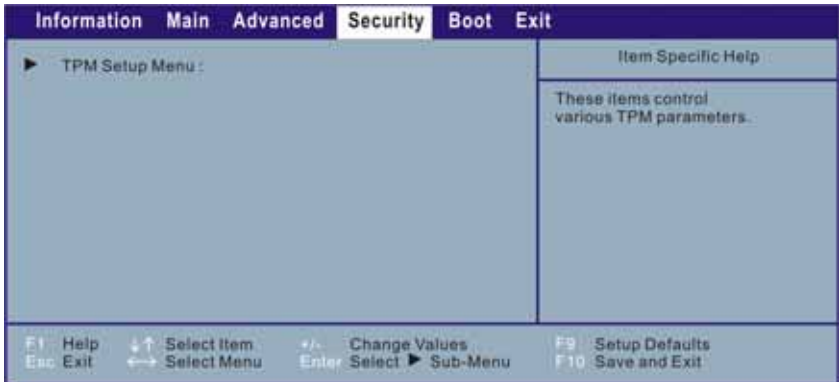 Information Main Advanced Security Boot Exit
▶ TPM Setup Menu :
Item Specific Help
These items control
various TPM parameters.
F1 Help ↓↑ Select Item +/- Change Values F9 Setup Defaults
Esc Exit ←→ Select Menu Enter Select ▶ Sub-Menu F10 Save and Exit